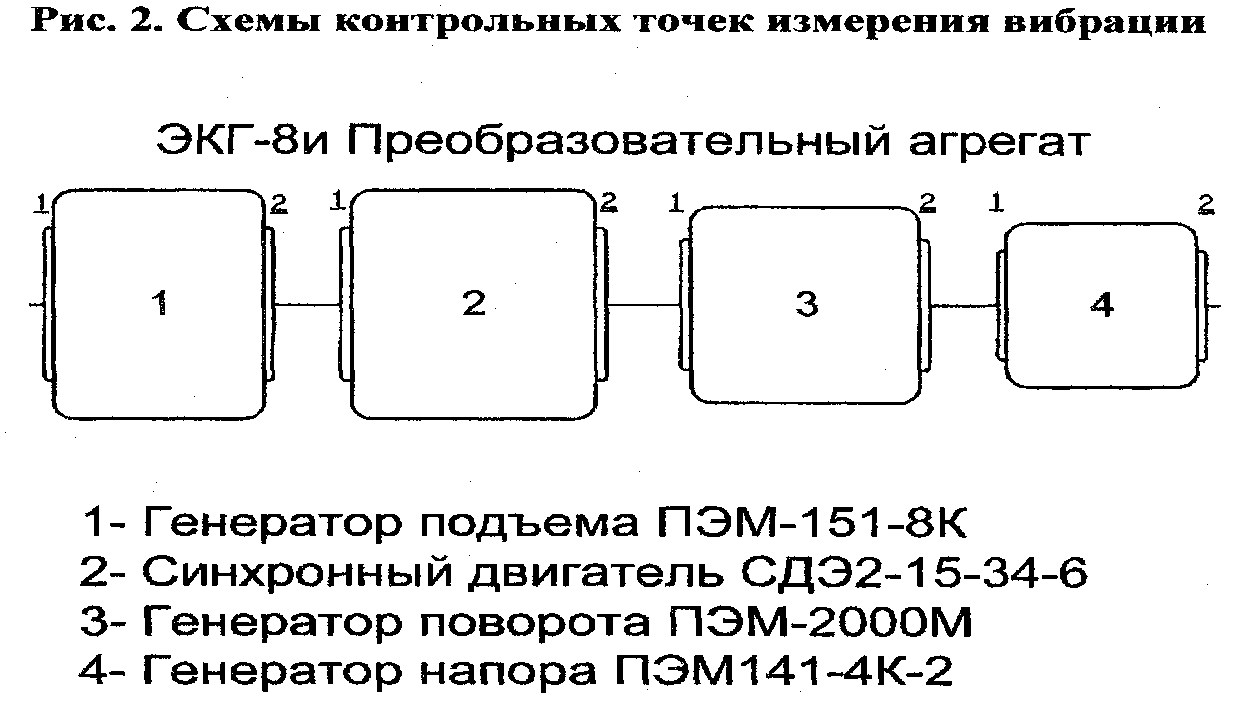 Рис. 2. Схемы контрольных точек измерения вибрации
ЭКГ-8и Преобразовательный агрегат
1 2 1 2 1 2 1 2
1 2 3 4
1- Генератор подъема ПЭМ-151-8К
2- Синхронный двигатель СДЭ2-15-34-6
3- Генератор поворота ПЭМ-2000М
4- Генератор напора ПЭМ141-4К-2